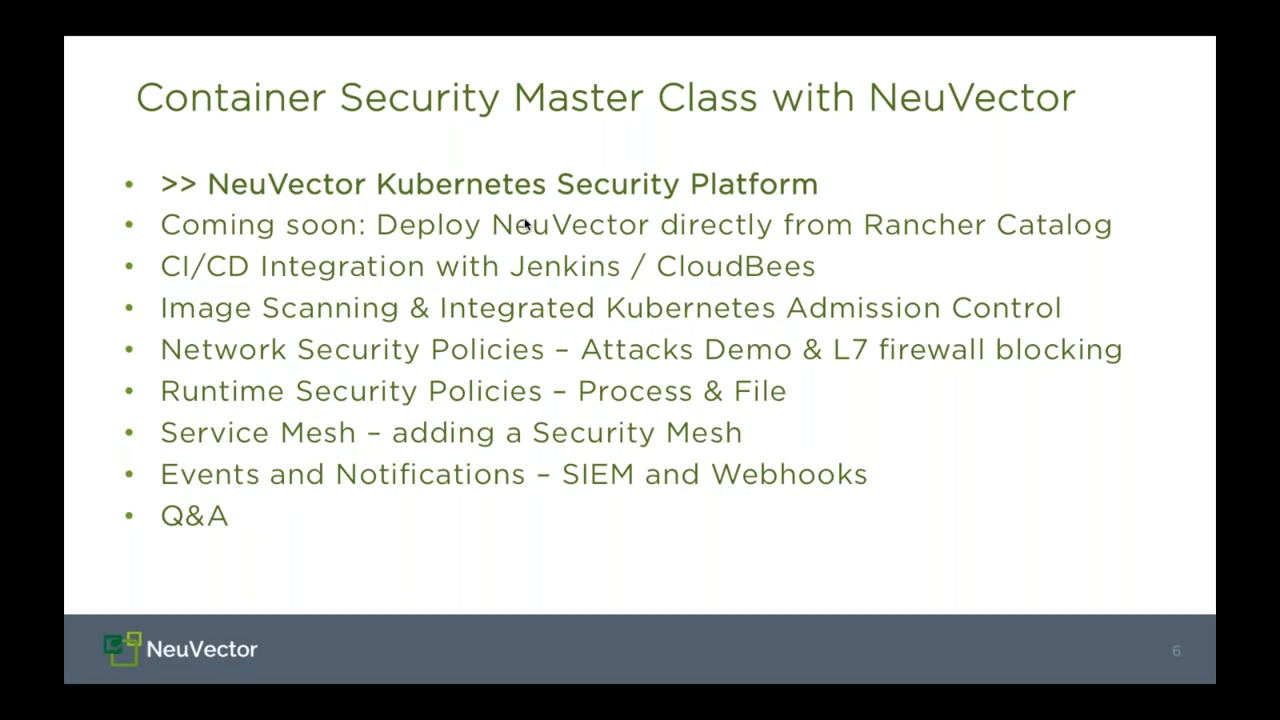 Container Security Master Class with NeuVector
• >> NeuVector Kubernetes Security Platform
• Coming soon: Deploy NeuVector directly from Rancher Catalog
• CI/CD Integration with Jenkins / CloudBees
• Image Scanning & Integrated Kubernetes Admission Control
• Network Security Policies – Attacks Demo & L7 firewall blocking
• Runtime Security Policies – Process & File
• Service Mesh – adding a Security Mesh
• Events and Notifications – SIEM and Webhooks
• Q&A
NeuVector
6